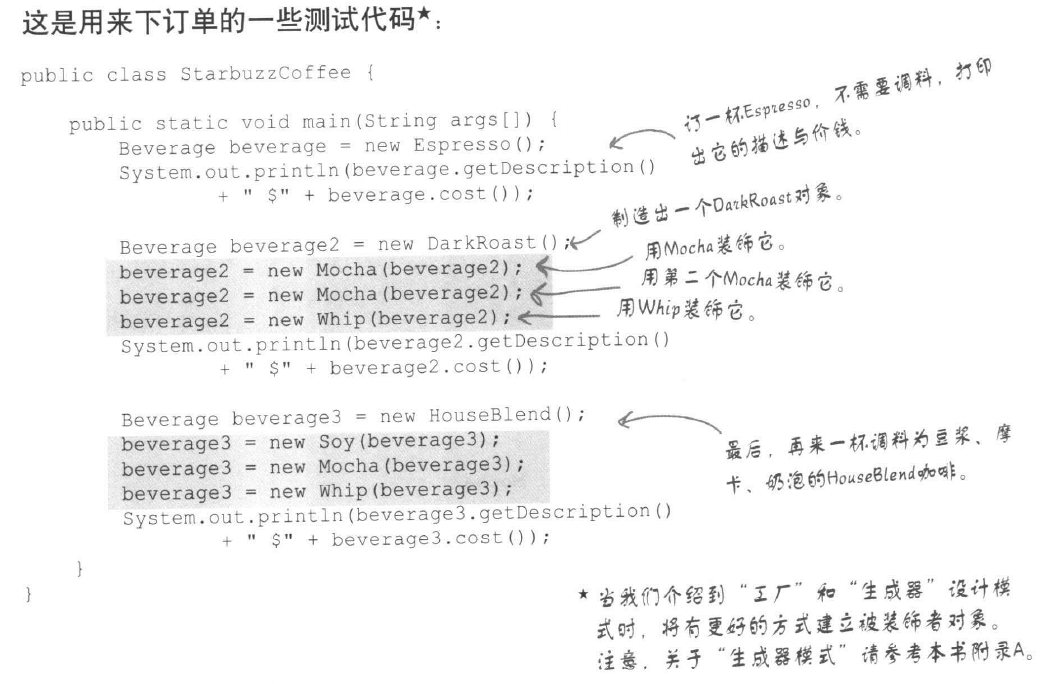 这是用来下订单的一些测试代码★:
public class StarbuzzCoffee {
public static void main(String args[]) {
Beverage beverage = new Espresso();
System.out.println(beverage.getDescription()
+ " $" + beverage.cost());
订一杯Espresso，不需要调料，打印
出它的描述与价钱。
Beverage beverage2 = new DarkRoast();
制造出一个DarkRoast对象。
beverage2 = new Mocha(beverage2);
用Mocha装饰它。
beverage2 = new Mocha(beverage2);
用第二个Mocha装饰它。
beverage2 = new Whip(beverage2);
用Whip装饰它。
System.out.println(beverage2.getDescription()
+ " $" + beverage2.cost());
Beverage beverage3 = new HouseBlend();
beverage3 = new Soy(beverage3);
beverage3 = new Mocha(beverage3);
beverage3 = new Whip(beverage3);
最后，再来一杯调料为豆浆、摩
卡、奶泡的HouseBlend咖啡。
System.out.println(beverage3.getDescription()
+ " $" + beverage3.cost());
}
}
★ 当我们介绍到“工厂”和“生成器”设计模
式时，将有更好的方式建立被装饰者对象。
注意，关于“生成器模式”请参考本书附录A。